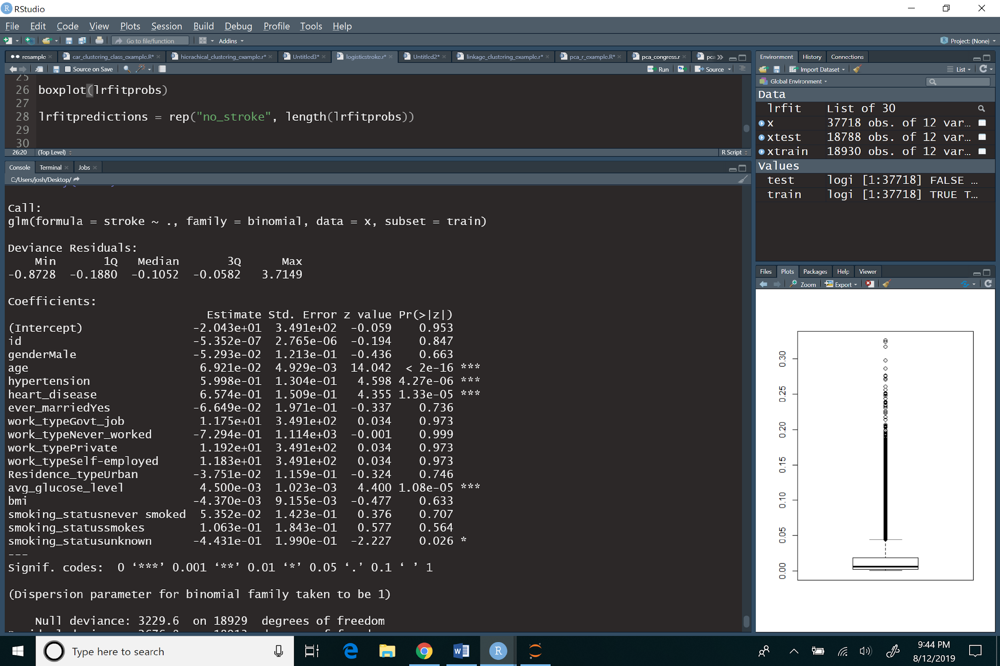 RStudio
File Edit Code View Plots Session Build Debug Profile Tools Help
Go to file/function Addins Project: (None)
resample car_clustering_class_example.R* hierachical_clustering_example.r* Untitled3* logisticstroke.r* Untitled2* linkage_clustering_example.r* pca_r_example.R* pca_congress.r pca
Source on Save Run Source
25
26 boxplot(lrfitprobs)
27
28 lrfitpredictions = rep("no_stroke", length(lrfitprobs))
29
30
26:20 (Top Level) R Script
Console Terminal Jobs
C:/Users/josh/Desktop/
Call:
glm(formula = stroke ~ ., family = binomial, data = x, subset = train)
Deviance Residuals:
Min 1Q Median 3Q Max
-0.8728 -0.1880 -0.1052 -0.0582 3.7149
Coefficients:
Estimate Std. Error z value Pr(>|z|)
(Intercept) -2.043e+01 3.491e+02 -0.059 0.953
id -5.352e-07 2.765e-06 -0.194 0.847
genderMale -5.293e-02 1.213e-01 -0.436 0.663
age 6.921e-02 4.929e-03 14.042 < 2e-16 ***
hypertension 5.998e-01 1.304e-01 4.598 4.27e-06 ***
heart_disease 6.574e-01 1.509e-01 4.355 1.33e-05 ***
ever_marriedYes -6.649e-02 1.971e-01 -0.337 0.736
work_typeGovt_job 1.175e+01 3.491e+02 0.034 0.973
work_typeNever_worked -7.294e-01 1.114e+03 -0.001 0.999
work_typePrivate 1.192e+01 3.491e+02 0.034 0.973
work_typeSelf-employed 1.183e+01 3.491e+02 0.034 0.973
Residence_typeUrban -3.751e-02 1.159e-01 -0.324 0.746
avg_glucose_level 4.500e-03 1.023e-03 4.400 1.08e-05 ***
bmi -4.370e-03 9.155e-03 -0.477 0.633
smoking_statusnever smoked 5.352e-02 1.423e-01 0.376 0.707
smoking_statussmokes 1.063e-01 1.843e-01 0.577 0.564
smoking_statusunknown -4.431e-01 1.990e-01 -2.227 0.026 *
---
Signif. codes: 0 ‘***’ 0.001 ‘**’ 0.01 ‘*’ 0.05 ‘.’ 0.1 ‘ ’ 1
(Dispersion parameter for binomial family taken to be 1)
Null deviance: 3229.6 on 18929 degrees of freedom
Environment History Connections
Import Dataset List
Global Environment
Data
lrfit List of 30
x 37718 obs. of 12 var…
xtest 18788 obs. of 12 var…
xtrain 18930 obs. of 12 var…
Values
test logi [1:37718] FALSE …
train logi [1:37718] TRUE T…
Files Plots Packages Help Viewer
Zoom Export
0.30
0.25
0.20
0.15
0.10
0.05
0.00
Type here to search
9:44 PM
8/12/2019